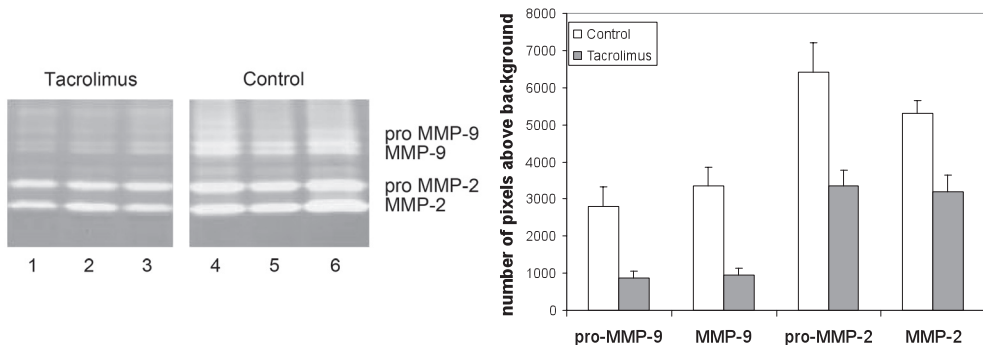 Tacrolimus
Control
pro MMP-9
MMP-9
pro MMP-2
MMP-2
1 2 3
4 5 6
number of pixels above background
8000
7000
6000
5000
4000
3000
2000
1000
0
Control
Tacrolimus
pro-MMP-9 MMP-9 pro-MMP-2 MMP-2